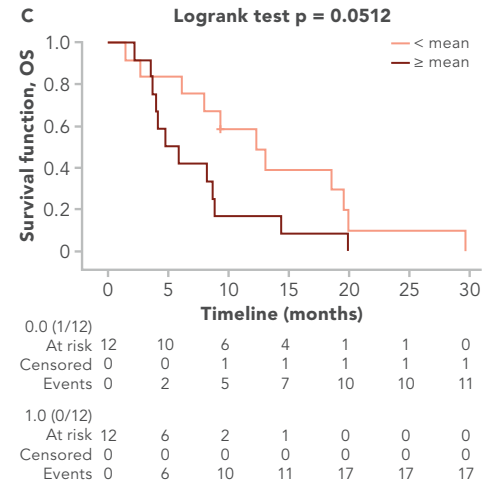 C
Logrank test p = 0.0512
< mean
≥ mean
Survival function, OS
1.0
0.8
0.6
0.4
0.2
0
0 5 10 15 20 25 30
Timeline (months)
0.0 (1/12)
At risk 12 10 6 4 1 1 0
Censored 0 0 1 1 1 1 1
Events 0 2 5 7 10 10 11
1.0 (0/12)
At risk 12 6 2 1 0 0 0
Censored 0 0 0 0 0 0 0
Events 0 6 10 11 17 17 17